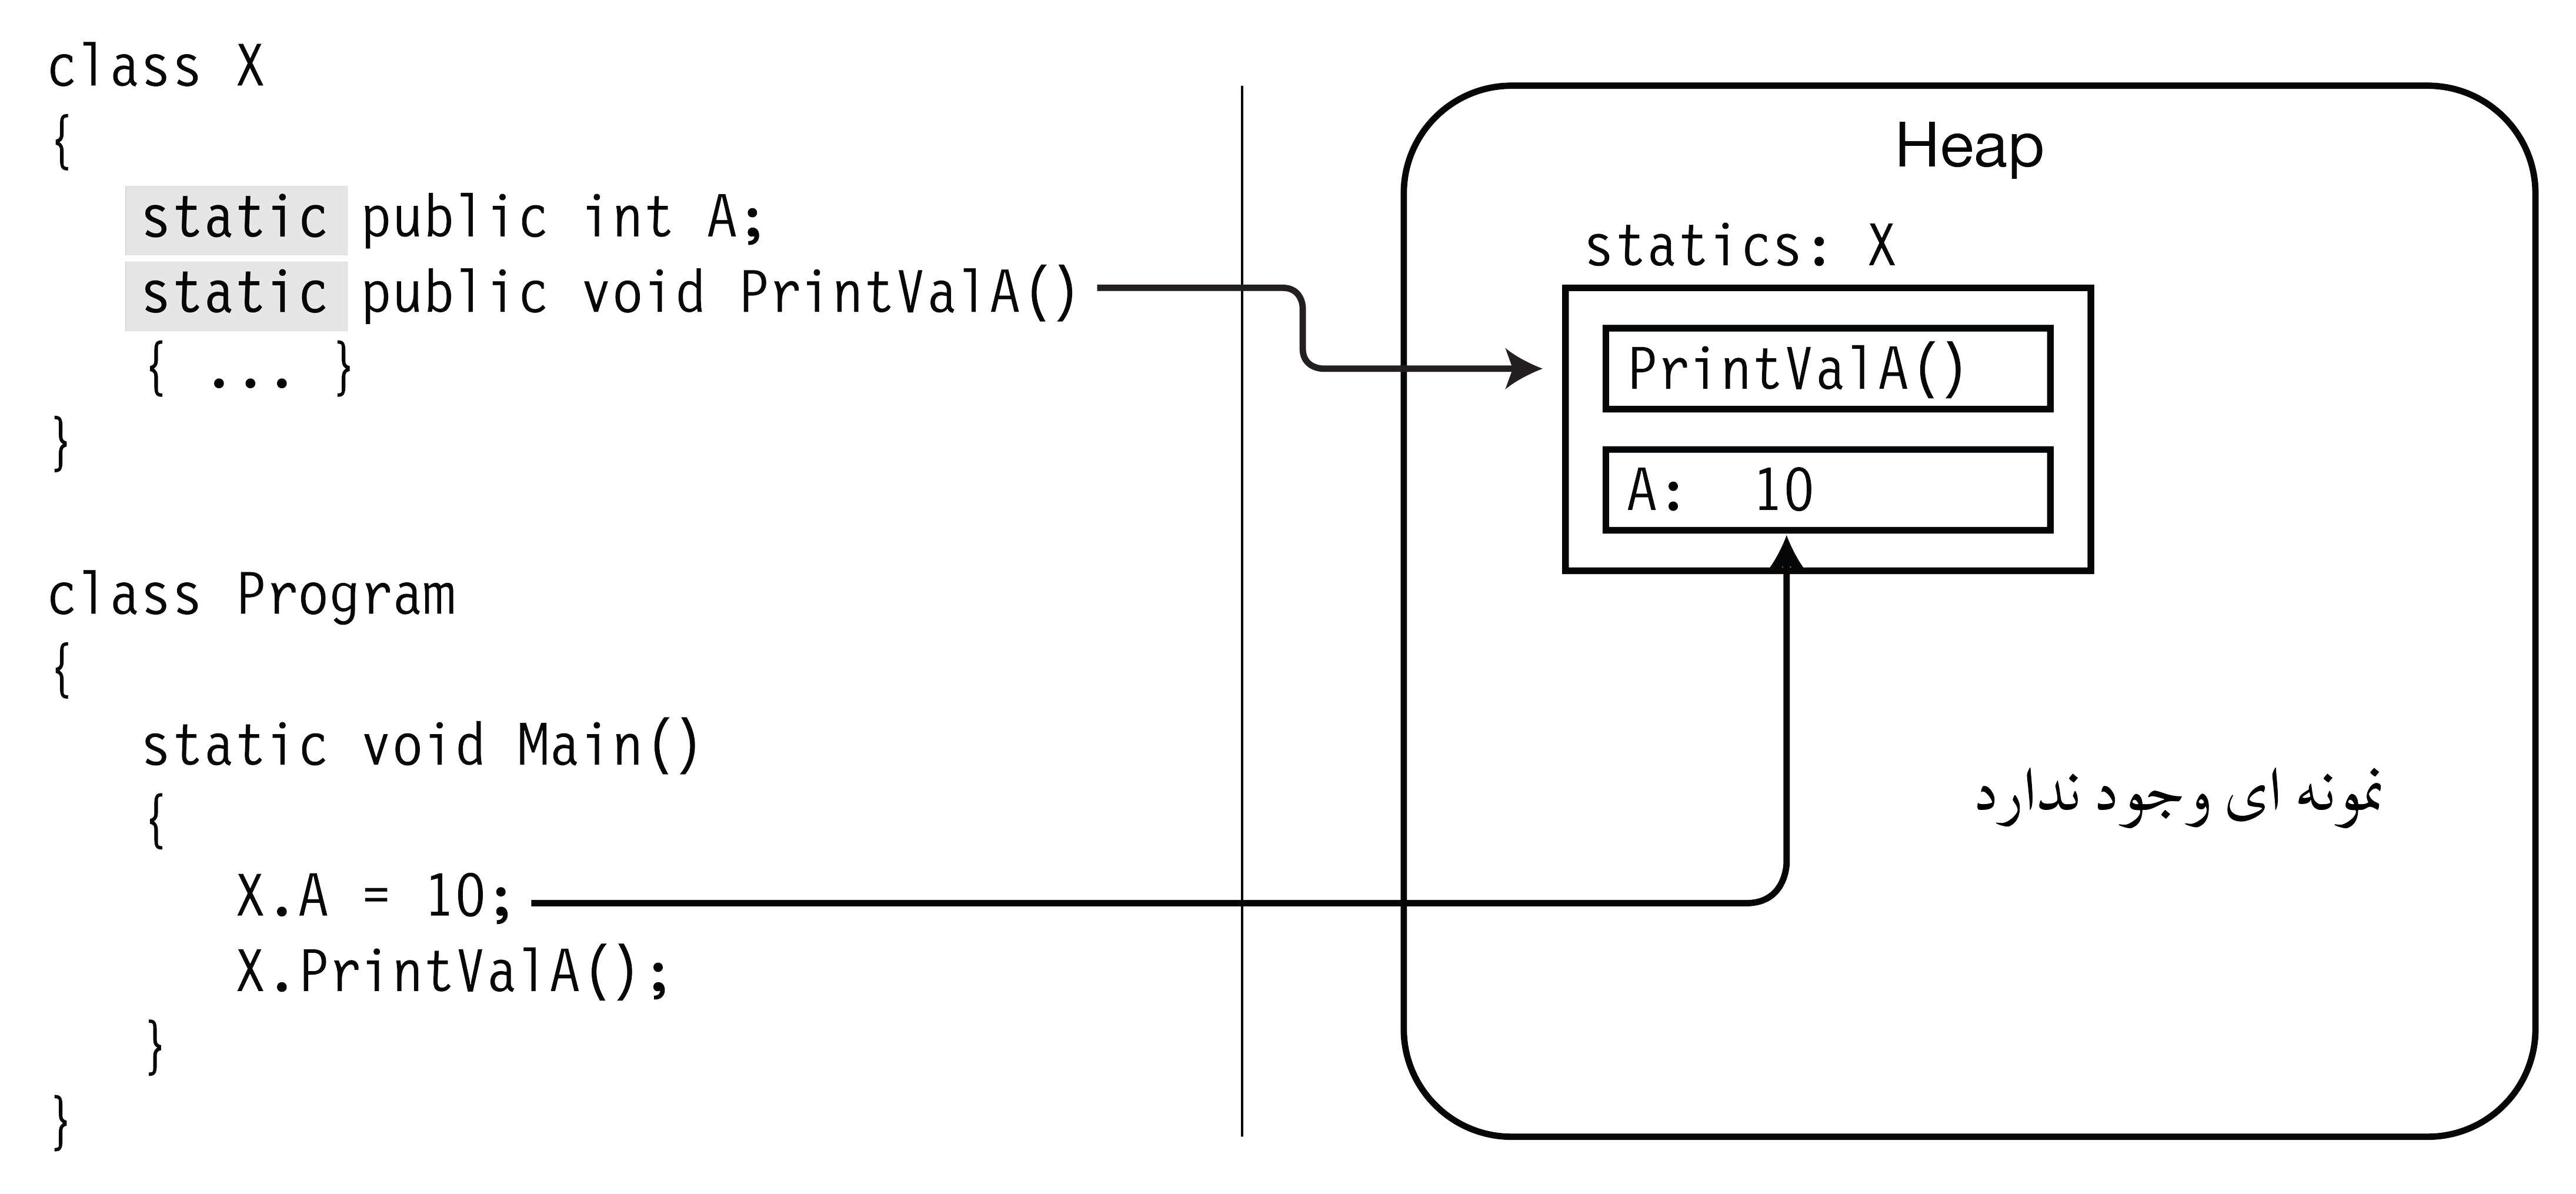 class X
{
static public int A;
static public void PrintValA()
{ ... }
}
class Program
{
static void Main()
{
X.A = 10;
X.PrintValA();
}
}
Heap
statics: X
PrintValA()
A: 10
نمونه ای وجود ندارد